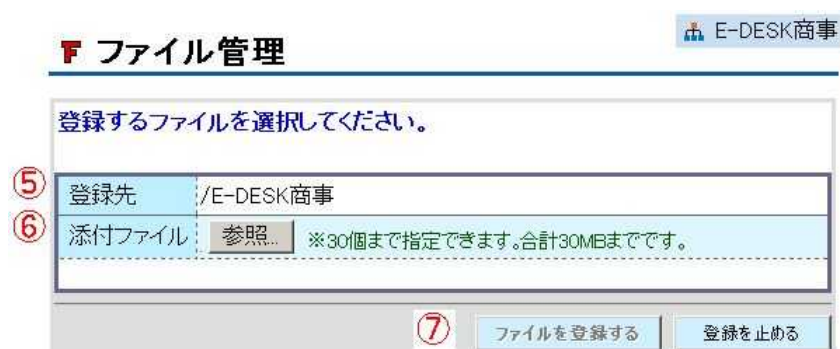 E-DESK商事
F ファイル管理
登録するファイルを選択してください。
⑤ 登録先 /E-DESK商事
⑥ 添付ファイル 参照... ※30個まで指定できます。合計30MBまでです。
⑦ ファイルを登録する 登録を止める